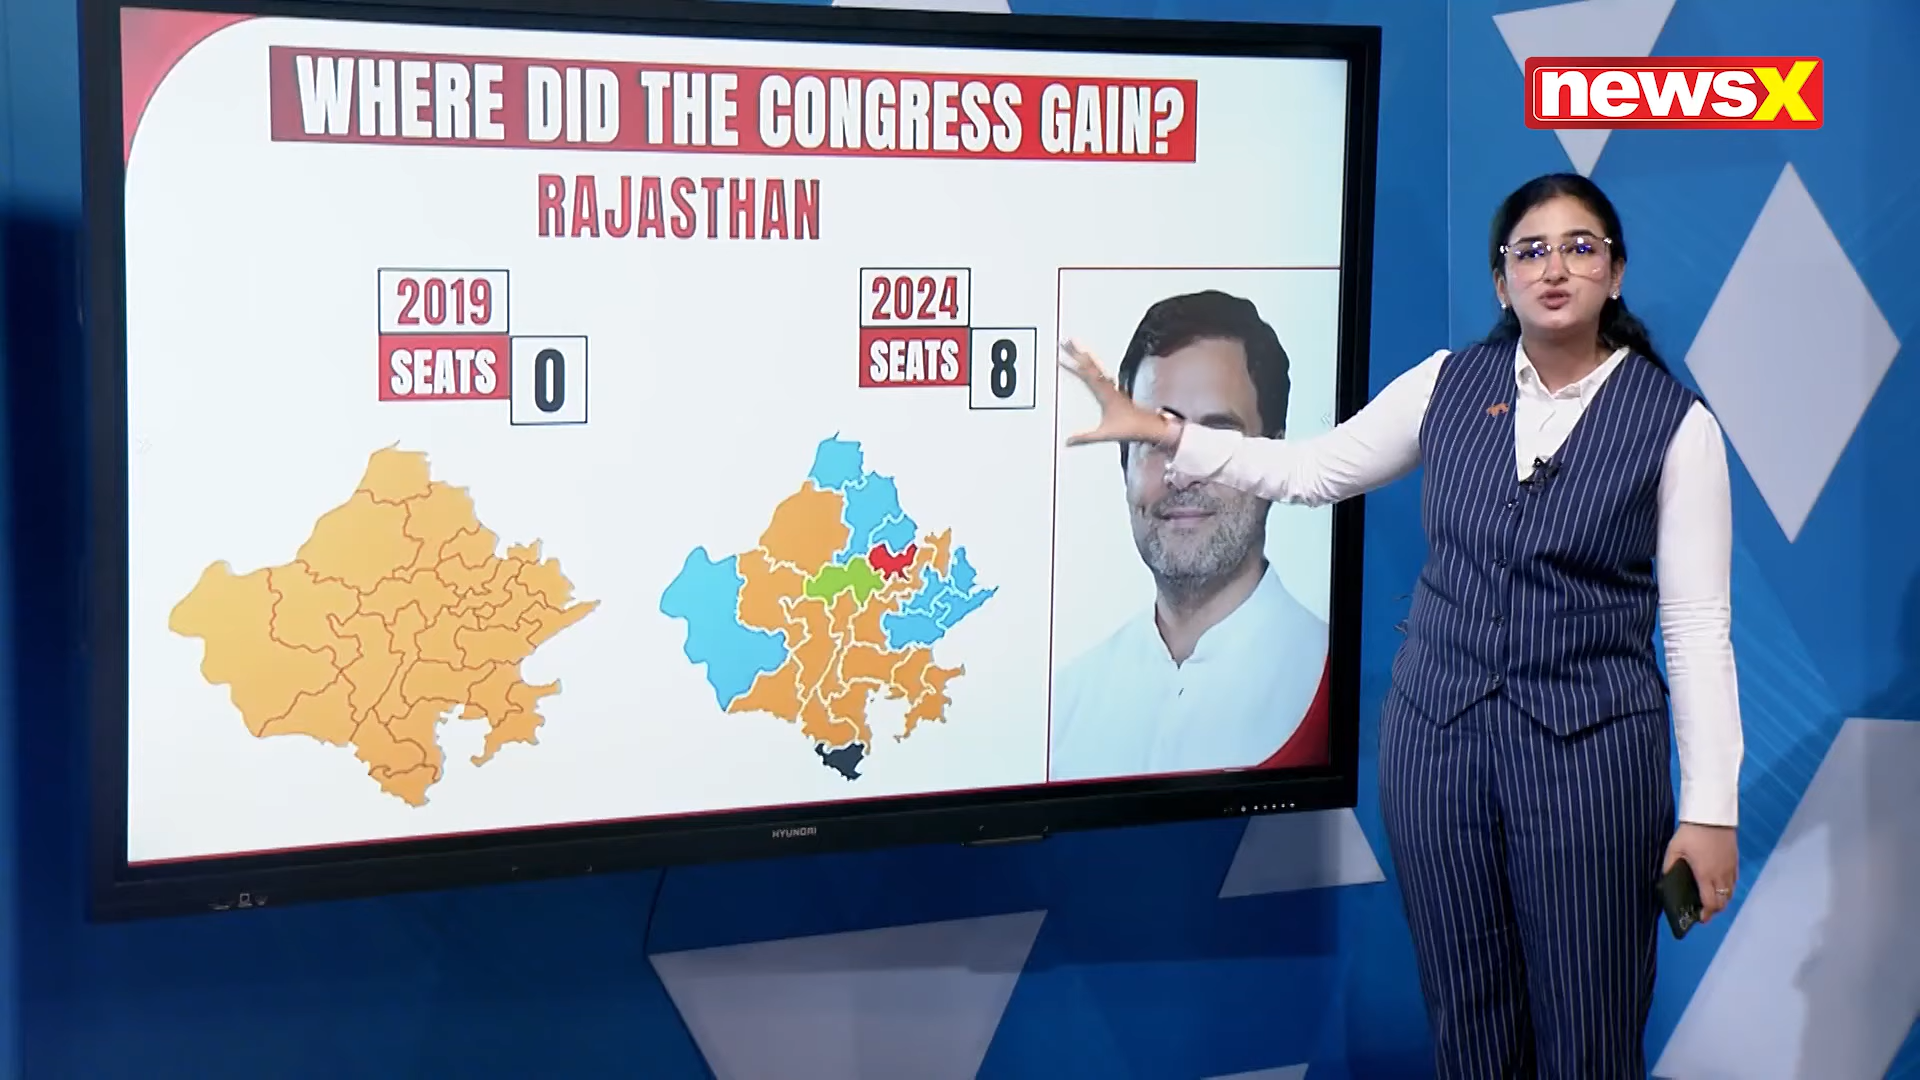 WHERE DID THE CONGRESS GAIN?
newsX
RAJASTHAN
2019
SEATS 0
2024
SEATS 8
HYUNDAI